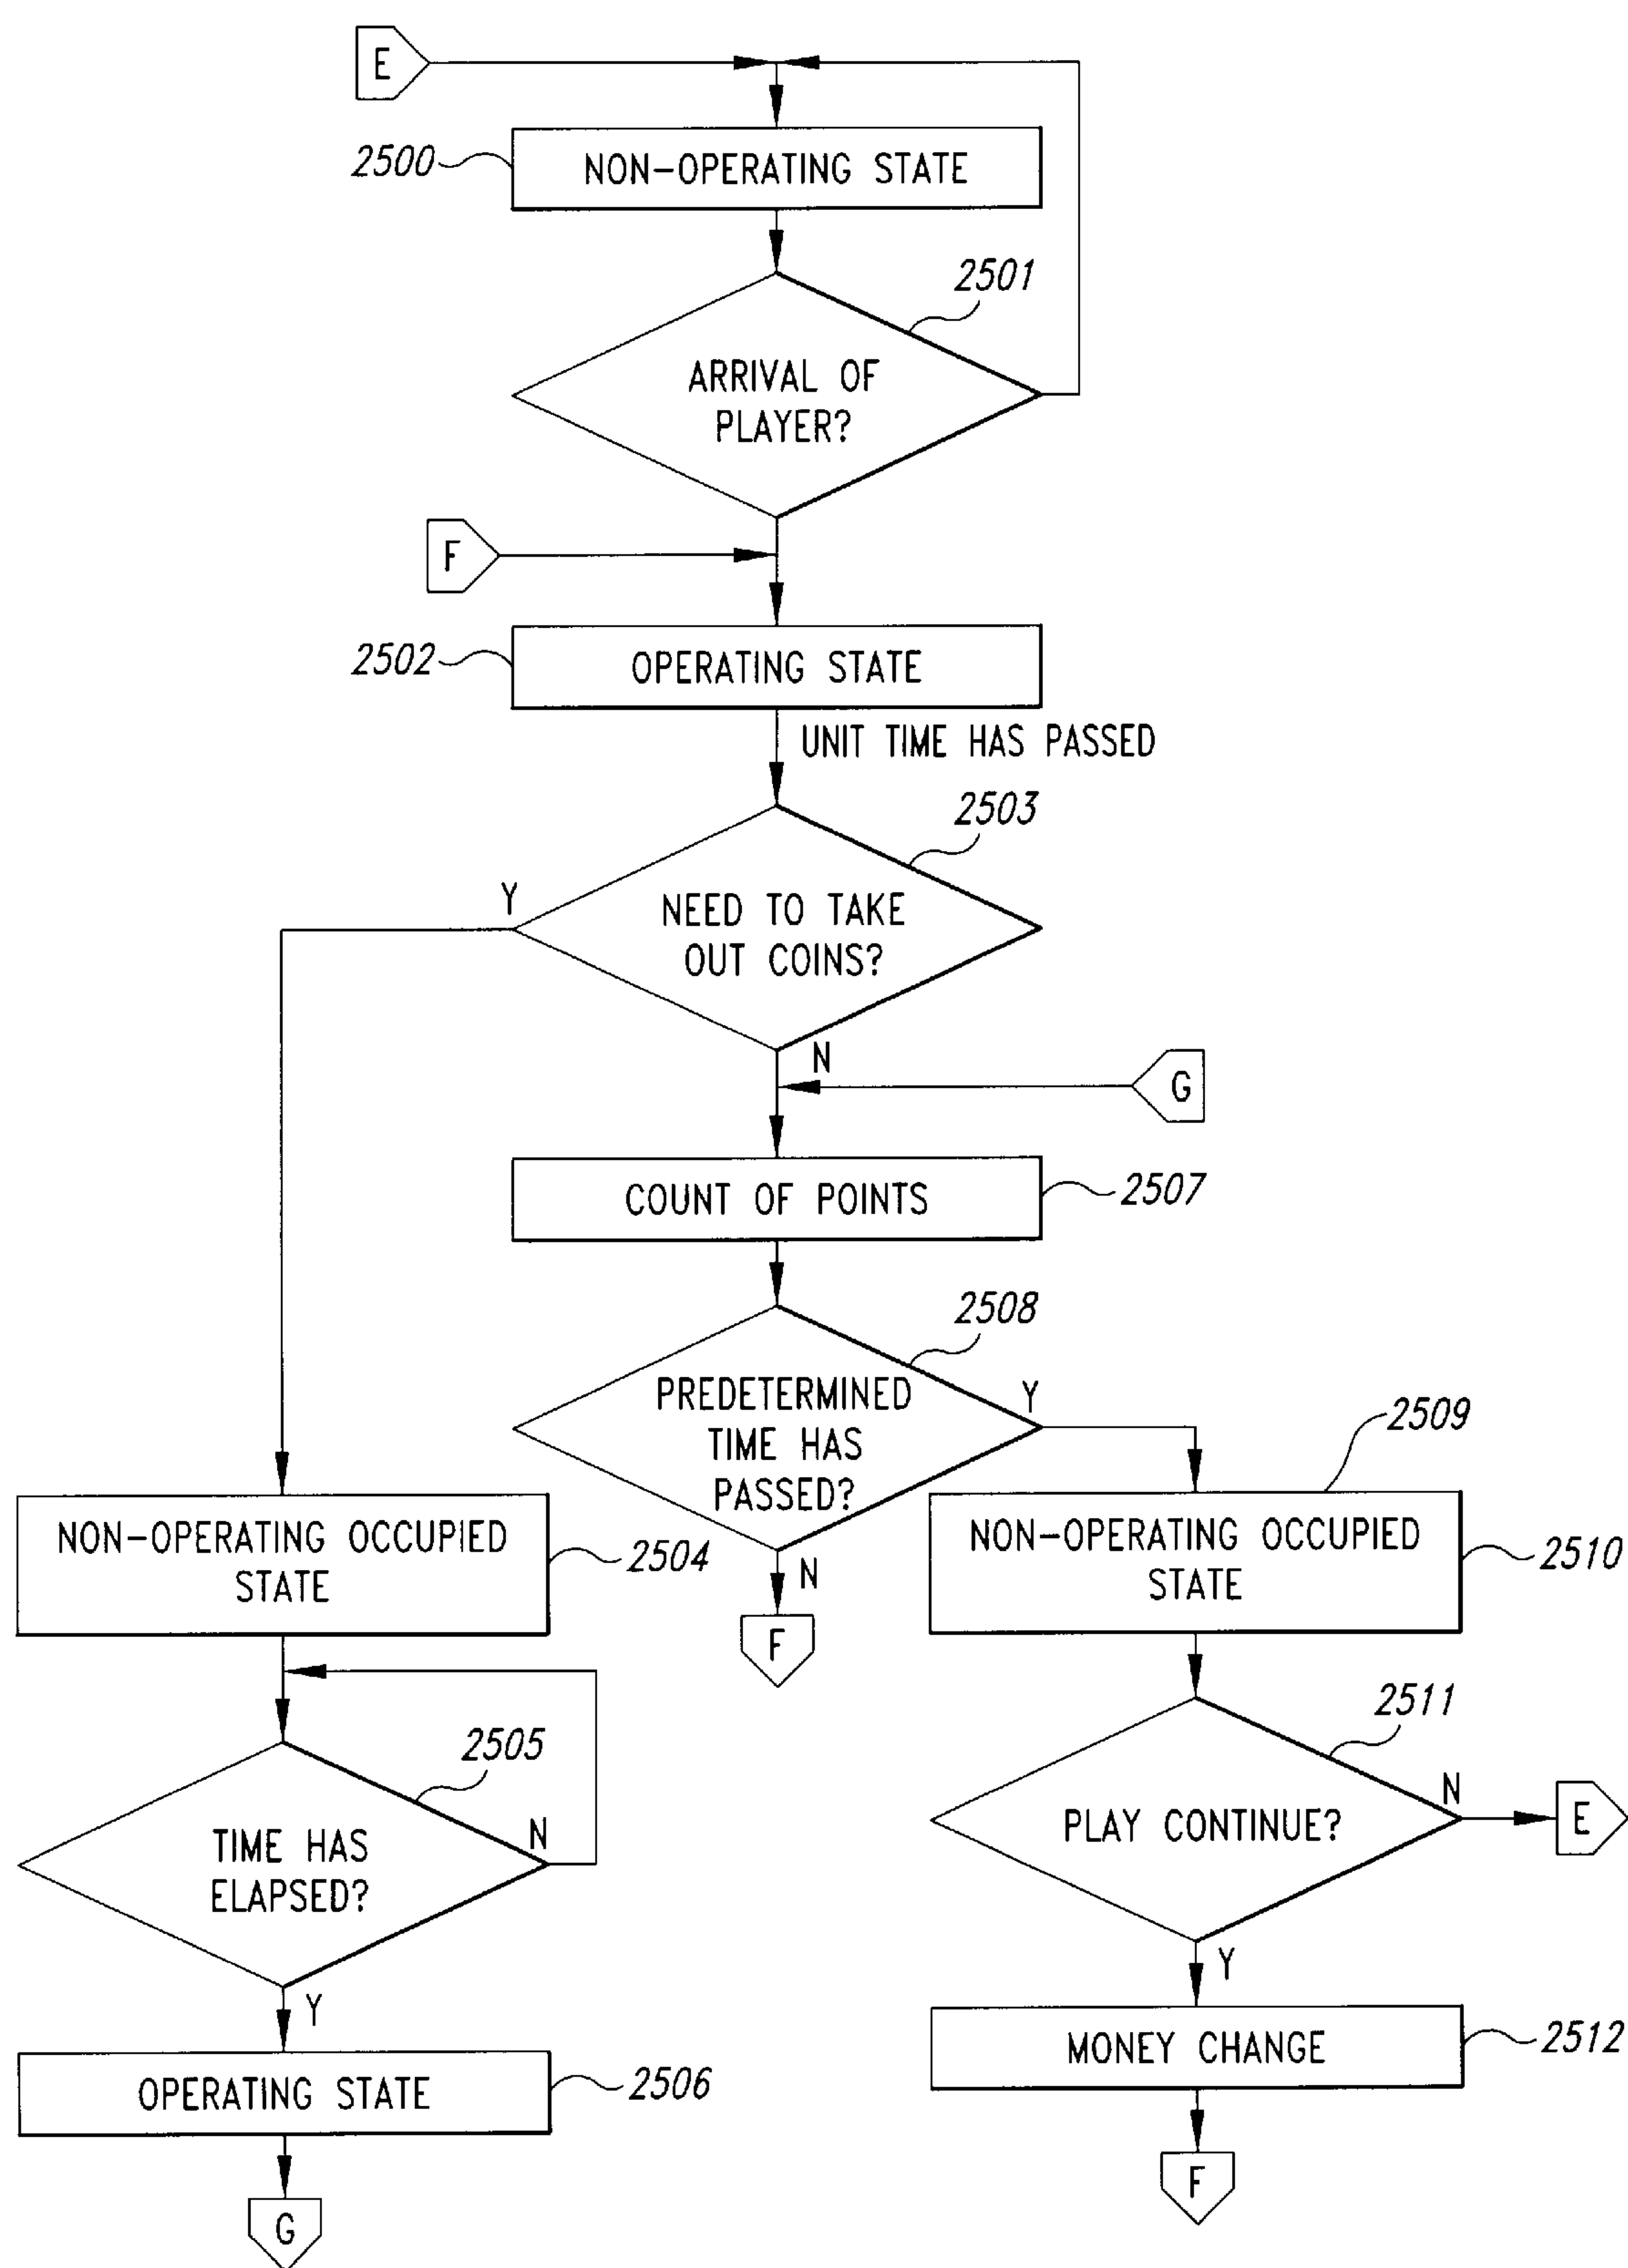 E
2500
NON-OPERATING STATE
2501
ARRIVAL OF
PLAYER?
F
2502
OPERATING STATE
UNIT TIME HAS PASSED
2503
Y
NEED TO TAKE
OUT COINS?
N
G
COUNT OF POINTS
2507
2508
PREDETERMINED
TIME HAS
PASSED?
Y
N
F
2509
NON-OPERATING OCCUPIED
STATE
2504
NON-OPERATING OCCUPIED
STATE
2510
2505
TIME HAS
ELAPSED?
N
Y
OPERATING STATE
2506
G
2511
PLAY CONTINUE?
N
E
Y
MONEY CHANGE
2512
F